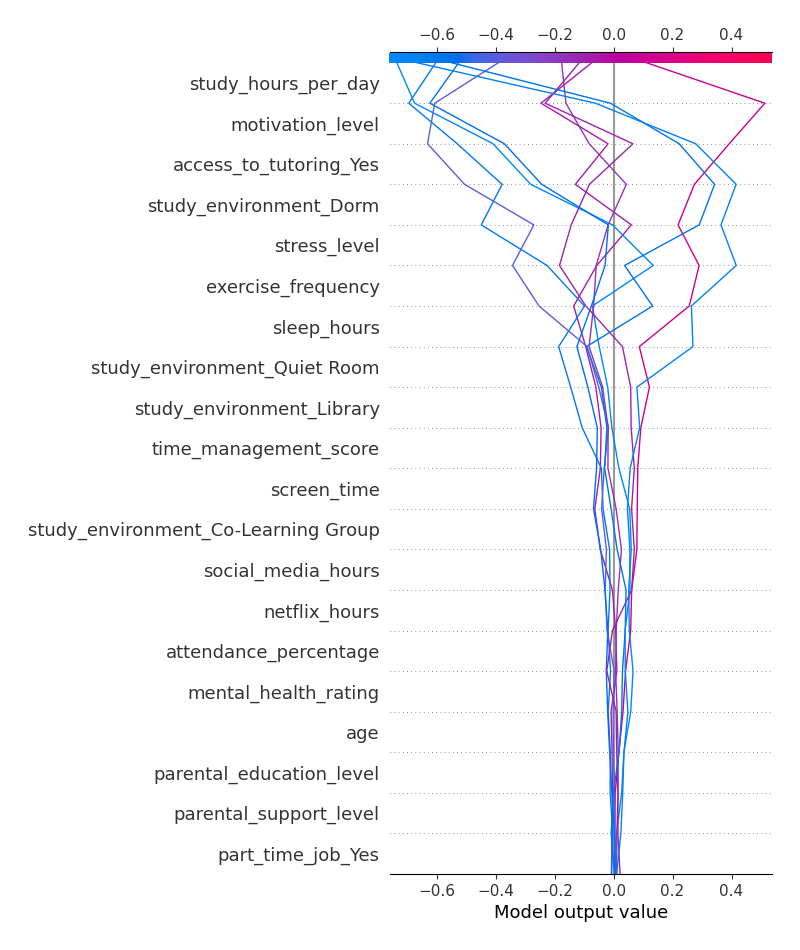 −0.6 −0.4 −0.2 0.0 0.2 0.4
study_hours_per_day
motivation_level
access_to_tutoring_Yes
study_environment_Dorm
stress_level
exercise_frequency
sleep_hours
study_environment_Quiet Room
study_environment_Library
time_management_score
screen_time
study_environment_Co-Learning Group
social_media_hours
netflix_hours
attendance_percentage
mental_health_rating
age
parental_education_level
parental_support_level
part_time_job_Yes
−0.6 −0.4 −0.2 0.0 0.2 0.4
Model output value